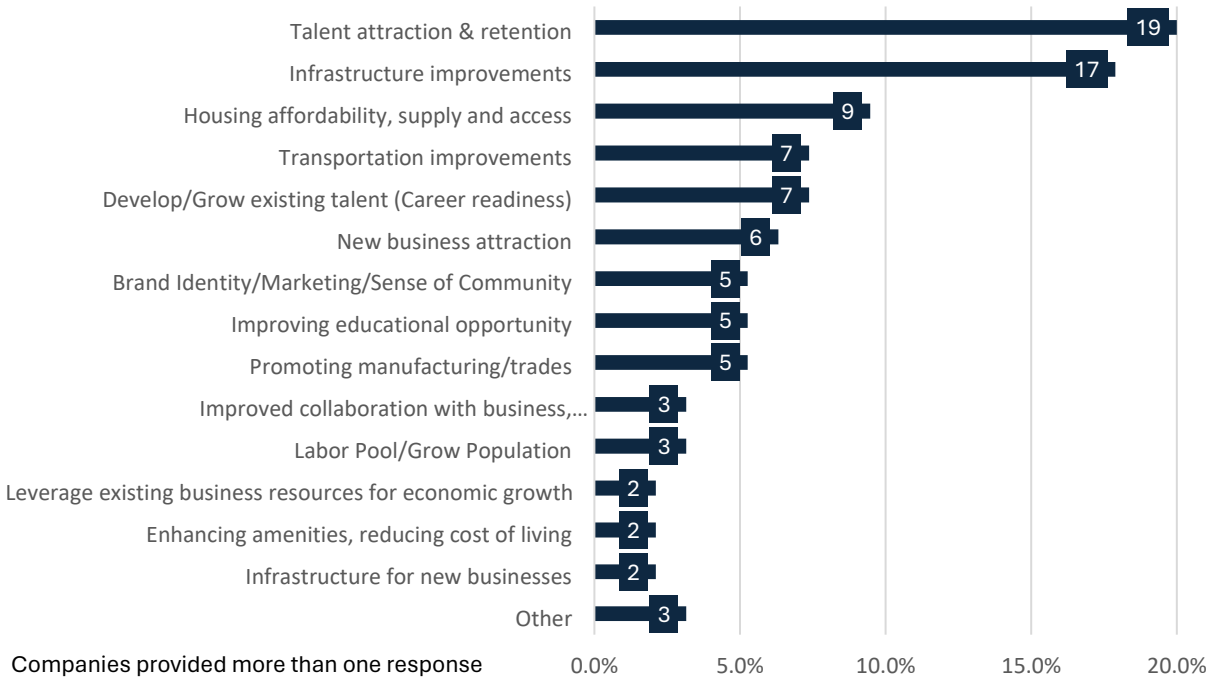 Talent attraction & retention 19
Infrastructure improvements 17
Housing affordability, supply and access 9
Transportation improvements 7
Develop/Grow existing talent (Career readiness) 7
New business attraction 6
Brand Identity/Marketing/Sense of Community 5
Improving educational opportunity 5
Promoting manufacturing/trades 5
Improved collaboration with business,... 3
Labor Pool/Grow Population 3
Leverage existing business resources for economic growth 2
Enhancing amenities, reducing cost of living 2
Infrastructure for new businesses 2
Other 3
Companies provided more than one response 0.0% 5.0% 10.0% 15.0% 20.0%